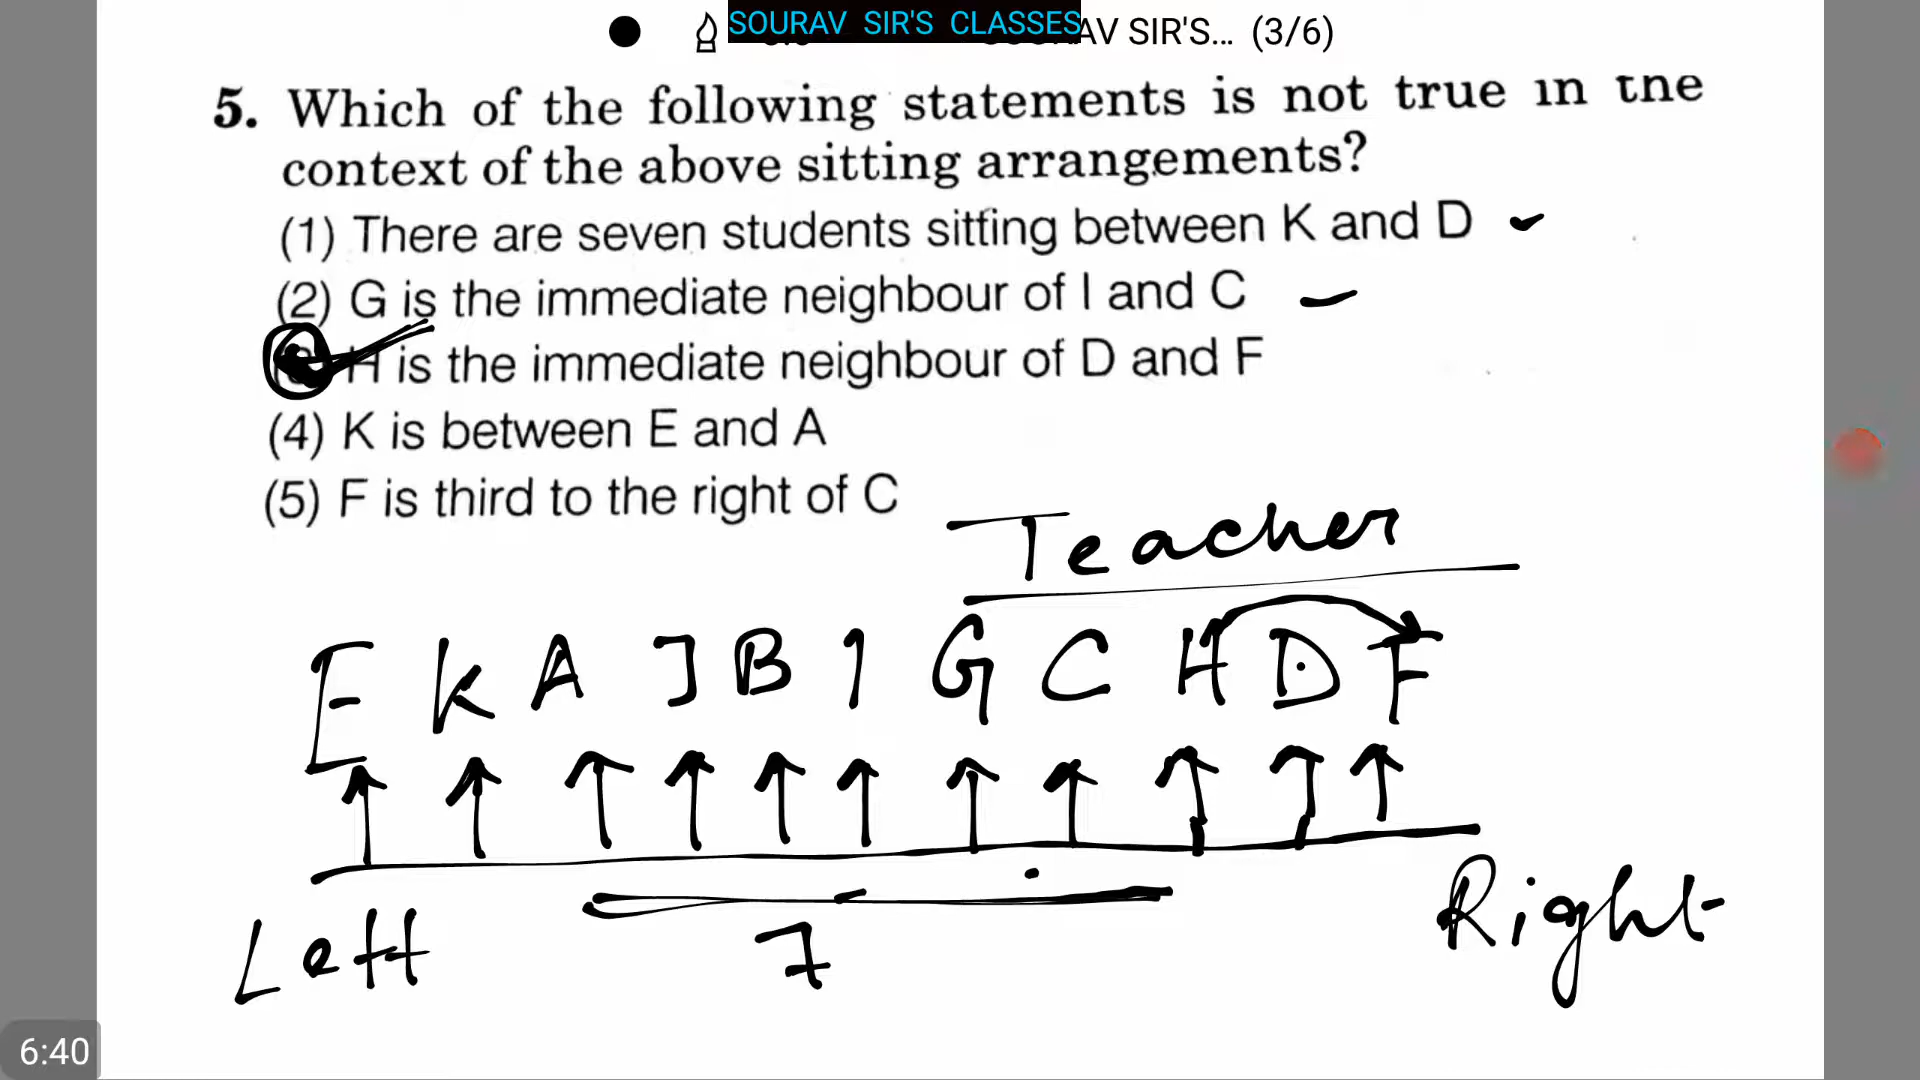 SOURAV SIR'S CLASSES AV SIR'S... (3/6)
5. Which of the following statements is not true in the
context of the above sitting arrangements?
(1) There are seven students sitting between K and D
(2) G is the immediate neighbour of I and C
H is the immediate neighbour of D and F
(4) K is between E and A
(5) F is third to the right of C
Teacher
E K A J B I G C H D F
Left 7 Right
6:40